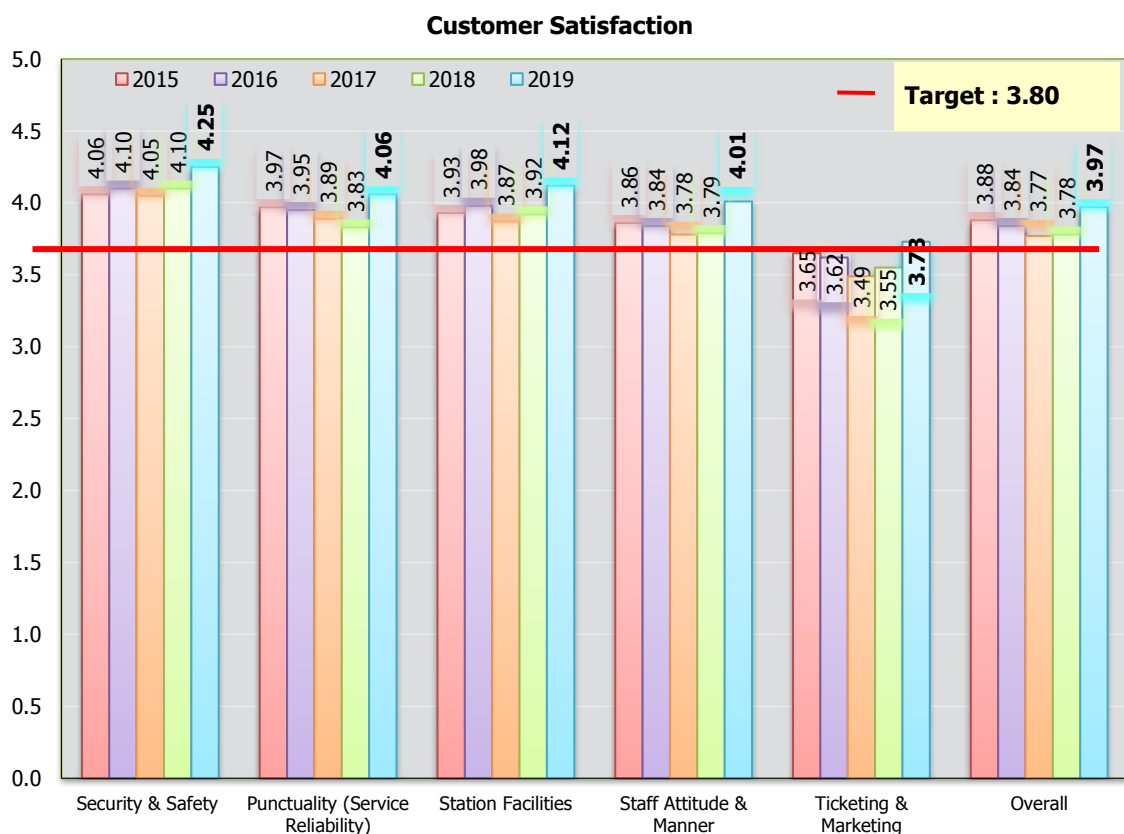 Customer Satisfaction
5.0
4.5
4.0
3.5
3.0
2.5
2.0
1.5
1.0
0.5
0.0
2015 2016 2017 2018 2019
Target : 3.80
4.06 4.10 4.05 4.10 4.25
3.97 3.95 3.89 3.83 4.06
3.93 3.98 3.87 3.92 4.12
3.86 3.84 3.78 3.79 4.01
3.65 3.62 3.49 3.55 3.73
3.88 3.84 3.77 3.78 3.97
Security & Safety
Punctuality (Service
Reliability)
Station Facilities
Staff Attitude &
Manner
Ticketing &
Marketing
Overall